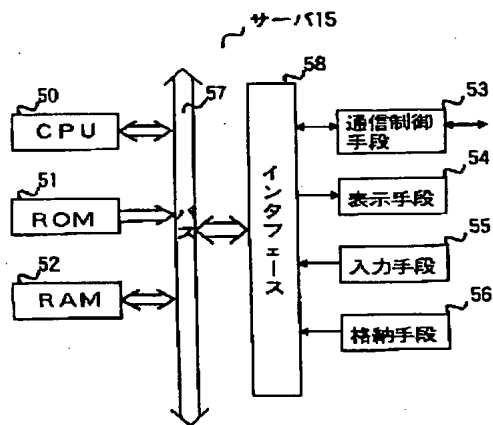 サーバ15
50
CPU
51
ROM
52
RAM
57
バス
58
インタフェース
53
通信制御
手段
54
表示手段
55
入力手段
56
格納手段